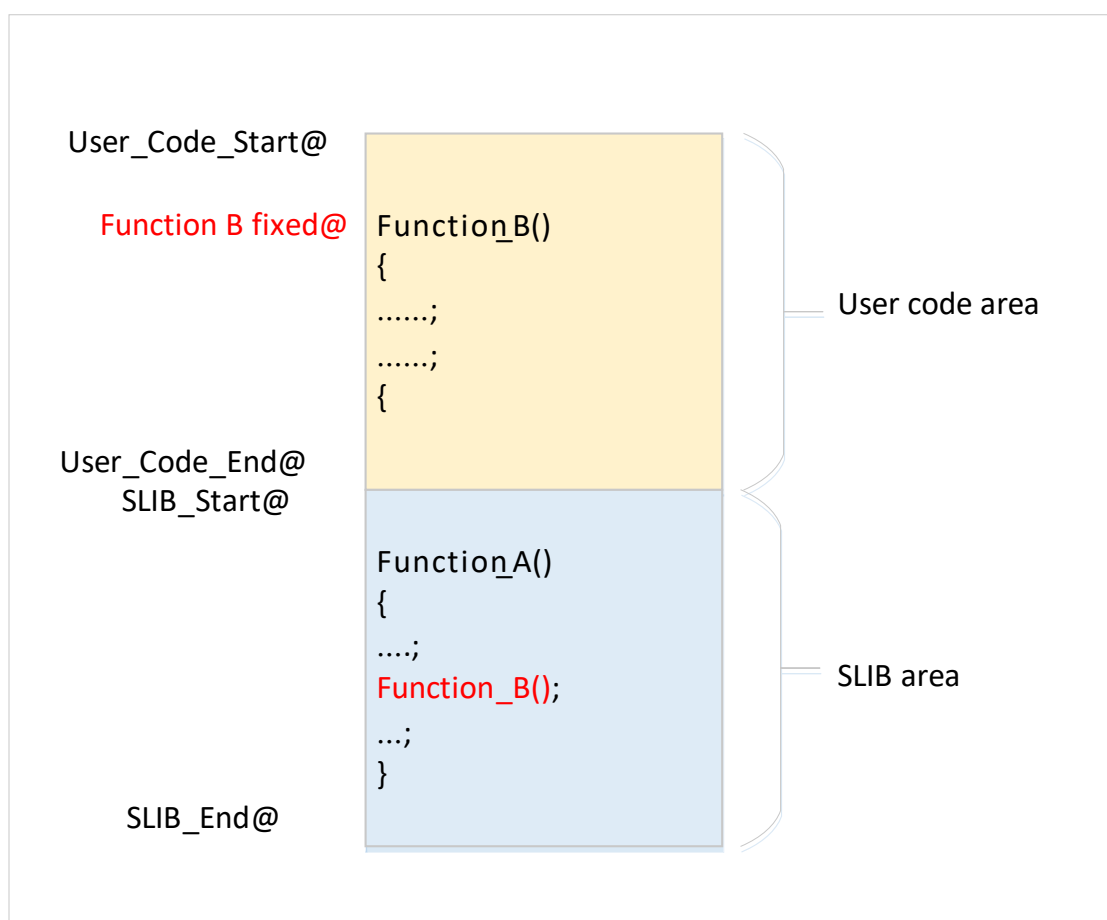 User_Code_Start@
Function B fixed@
Function_B()
{
......;
......;
{
User code area
User_Code_End@
SLIB_Start@
Function_A()
{
....;
Function_B();
...;
}
SLIB area
SLIB_End@